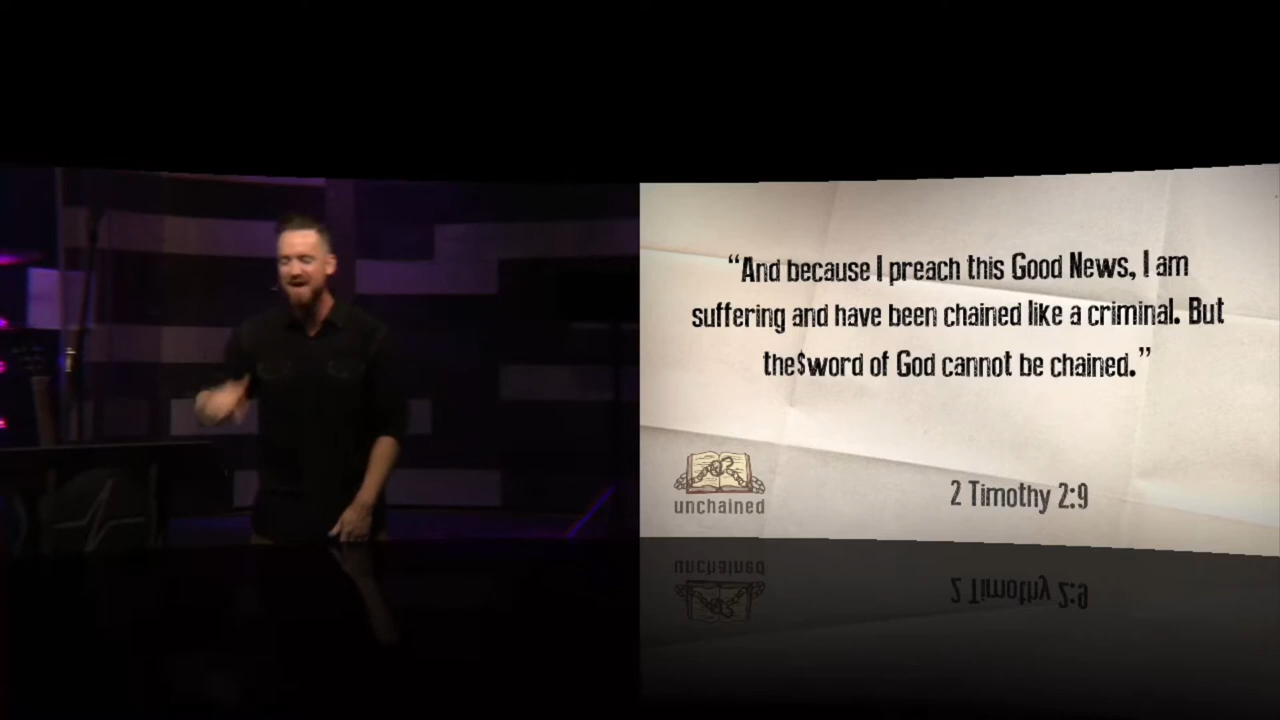 “And because I preach this Good News, I am
suffering and have been chained like a criminal. But
the$word of God cannot be chained.”
unchained
2 Timothy 2:9